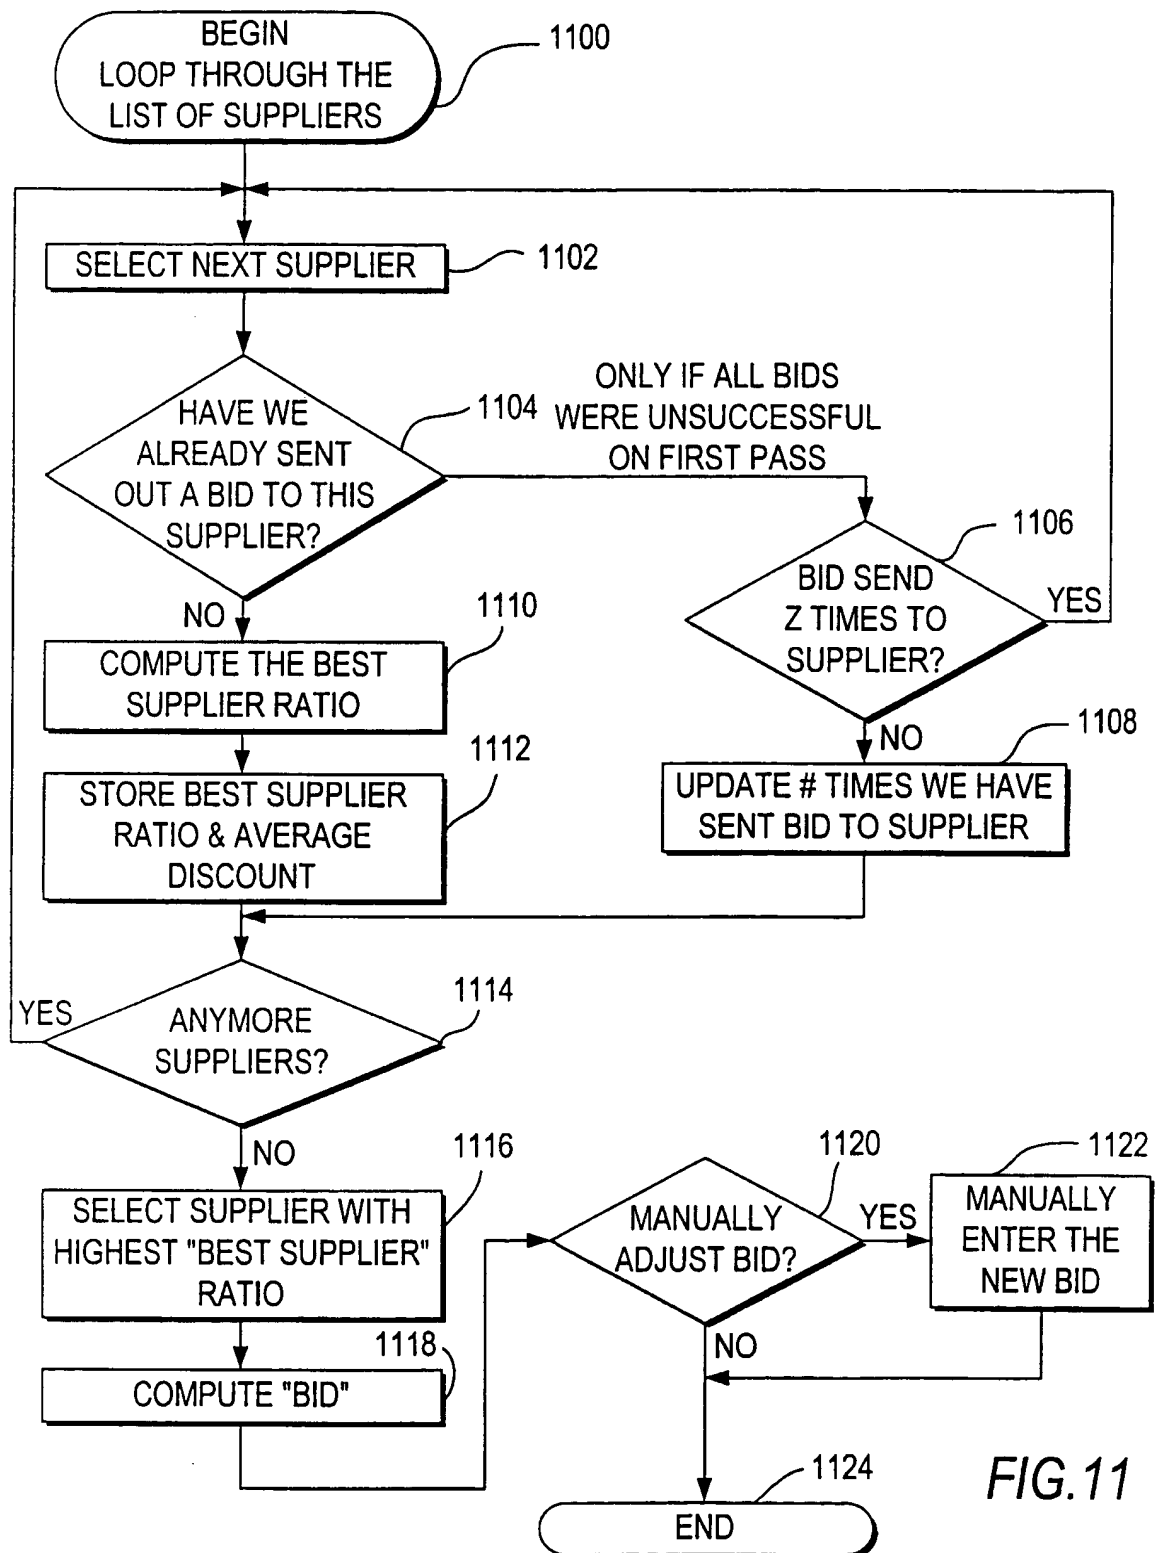 BEGIN
LOOP THROUGH THE
LIST OF SUPPLIERS
1100
SELECT NEXT SUPPLIER
1102
HAVE WE
ALREADY SENT
OUT A BID TO THIS
SUPPLIER?
1104
ONLY IF ALL BIDS
WERE UNSUCCESSFUL
ON FIRST PASS
1106
BID SEND
Z TIMES TO
SUPPLIER?
YES
NO
1110
COMPUTE THE BEST
SUPPLIER RATIO
NO
1108
UPDATE # TIMES WE HAVE
SENT BID TO SUPPLIER
1112
STORE BEST SUPPLIER
RATIO & AVERAGE
DISCOUNT
YES
ANYMORE
SUPPLIERS?
1114
NO
1116
SELECT SUPPLIER WITH
HIGHEST "BEST SUPPLIER"
RATIO
1118
COMPUTE "BID"
1120
MANUALLY
ADJUST BID?
YES
1122
MANUALLY
ENTER THE
NEW BID
NO
1124
END
FIG.11